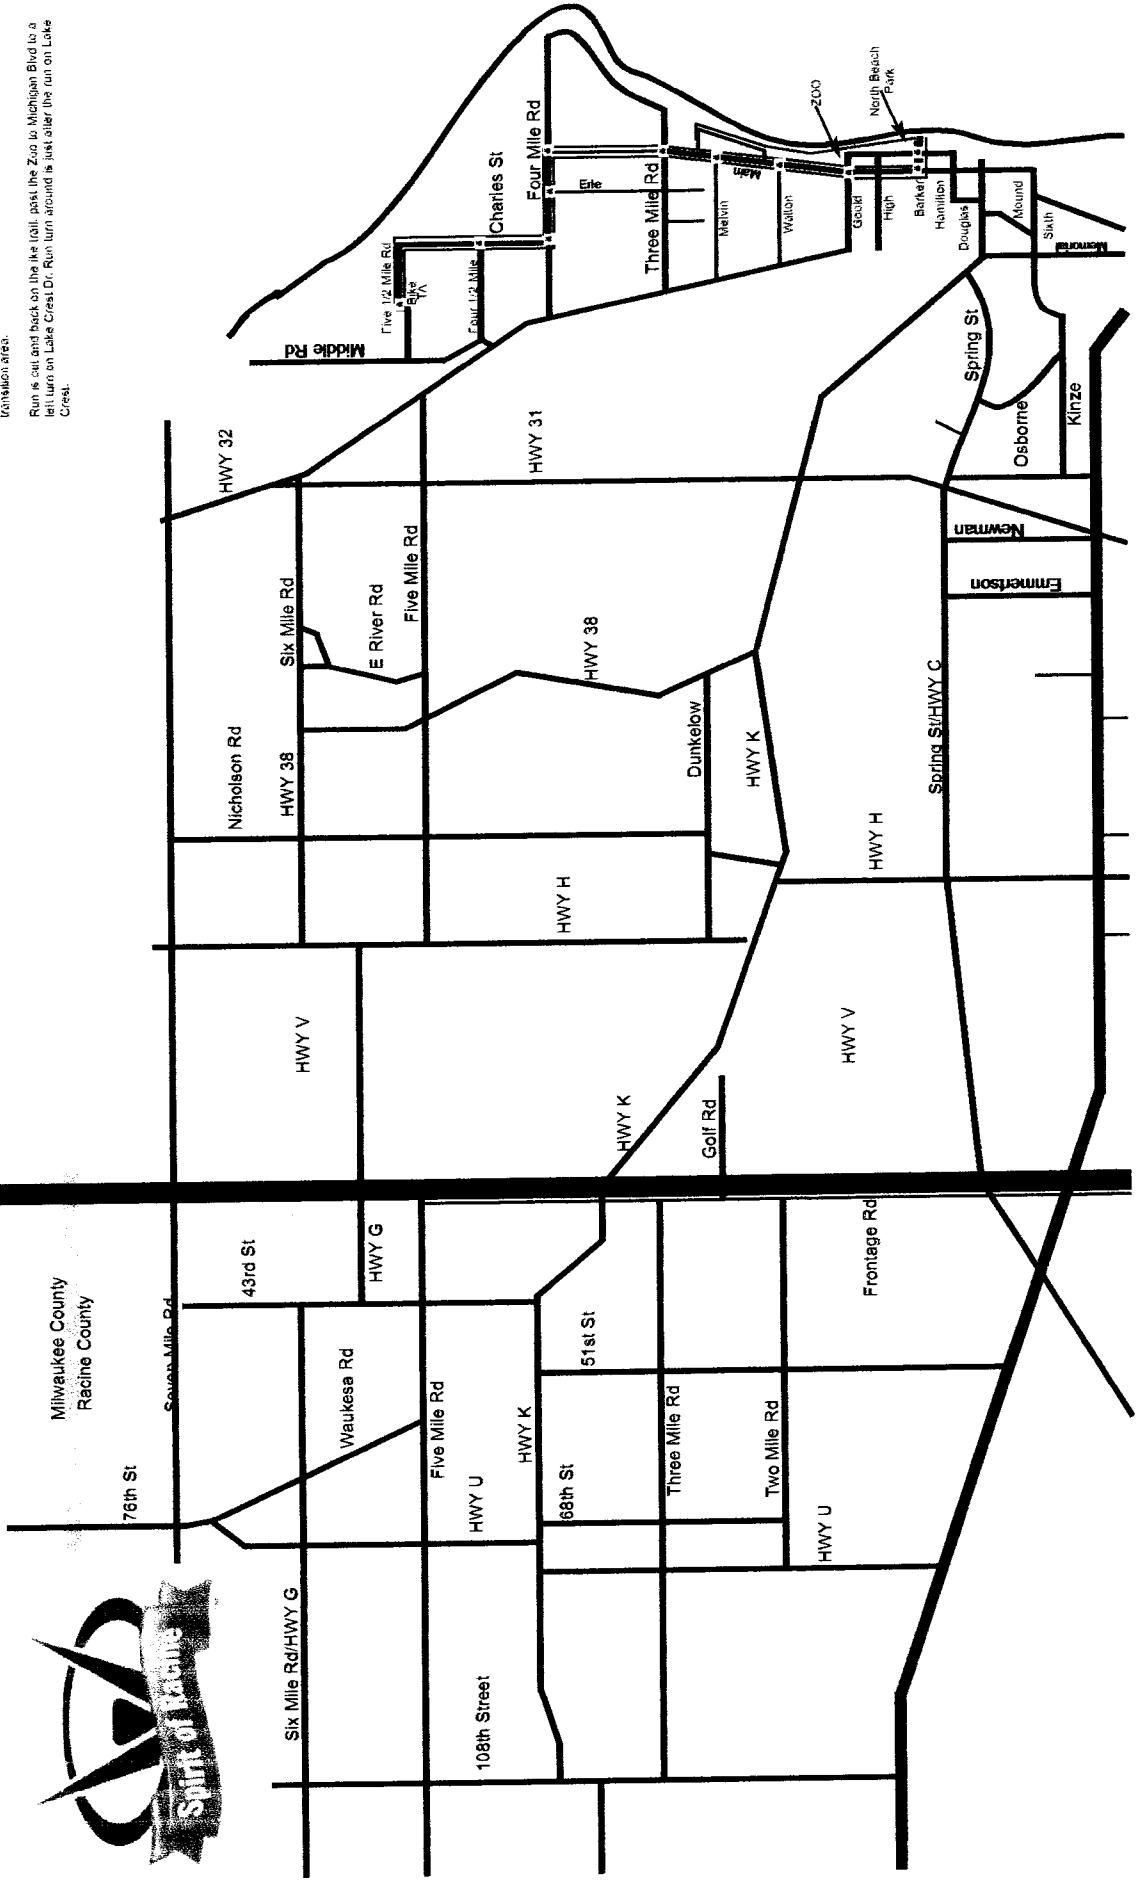 transition area.
Run is out and back on the ike trail. past the Zoo to Michigan Blvd to a
left turn on Lake Crest Dr. Run turn around is just after the run on Lake
Crest.
Milwaukee County
Racine County
Seven Mile Rd
76th St
43rd St
HWY G
Waukesa Rd
Five Mile Rd
HWY U
HWY K
51st St
68th St
Three Mile Rd
Two Mile Rd
HWY U
Frontage Rd
Six Mile Rd/HWY G
108th Street
Spirit of Racine
HWY 32
HWY 31
Six Mile Rd
E River Rd
Five Mile Rd
HWY 38
Nicholson Rd
HWY 38
Dunkelow
HWY K
HWY H
HWY H
Spring St/HWY C
HWY V
HWY V
HWY K
Golf Rd
Middle Rd
Five 1/2 Mile Rd
Bike
TA
Four 1/2 Mile
Charles St
Four Mile Rd
Erie
Three Mile Rd
Melvin
Main
Walton
ZOO
North Beach
Park
Gould
High
Barker
Hamilton
Douglas
Mound
Sixth
Memorial
Spring St
Osborne
Kinze
Newman
Emmertson